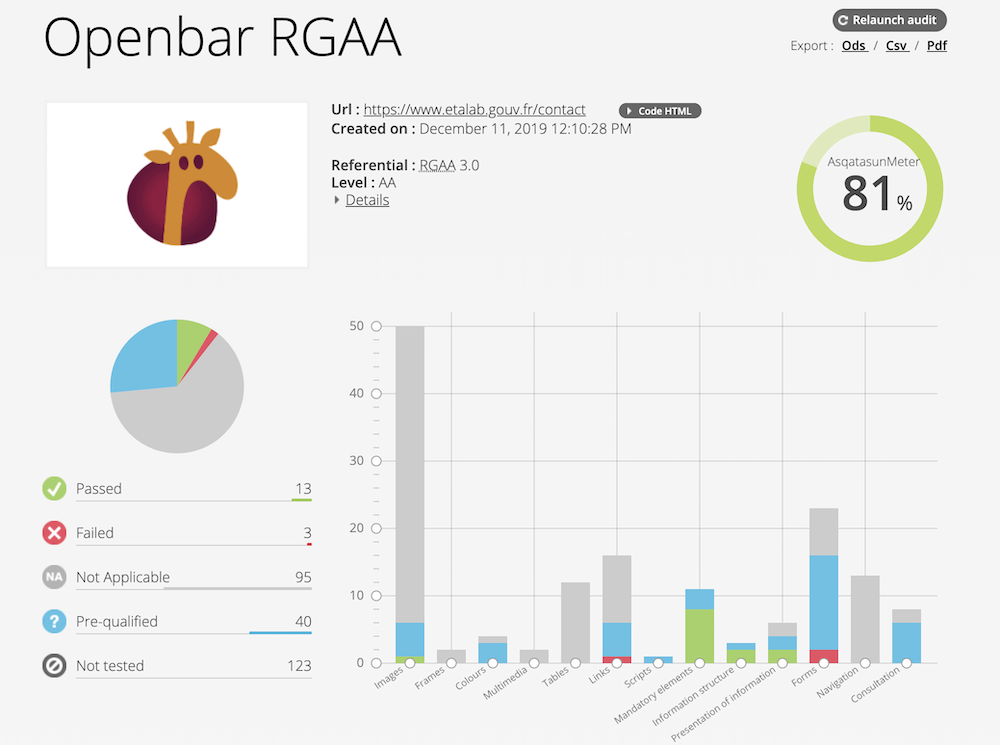 Openbar RGAA
Relaunch audit
Export : Ods / Csv / Pdf
Url : https://www.etalab.gouv.fr/contact
Code HTML
Created on : December 11, 2019 12:10:28 PM
Referential : RGAA 3.0
Level : AA
Details
AsqatasunMeter
81%
Passed 13
Failed 3
NA Not Applicable 95
? Pre-qualified 40
Not tested 123
50
40
30
20
10
0
Images
Frames
Colours
Multimedia
Tables
Links
Scripts
Mandatory elements
Information structure
Presentation of information
Forms
Navigation
Consultation